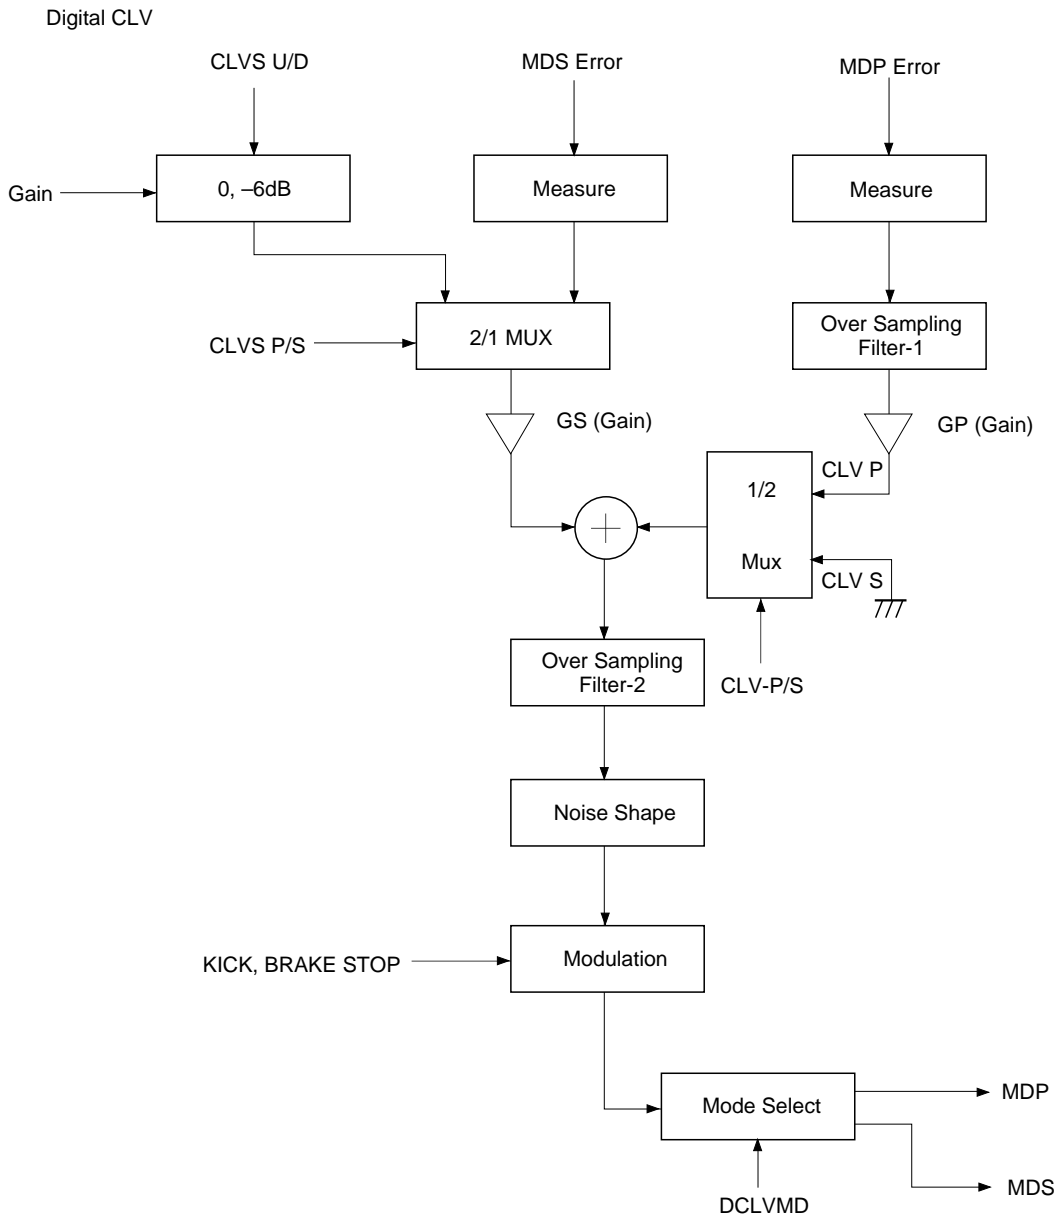 Digital CLV
CLVS U/D
MDS Error
MDP Error
Gain
0, –6dB
Measure
Measure
CLVS P/S
2/1 MUX
Over Sampling
Filter-1
GS (Gain)
GP (Gain)
CLV P
1/2
Mux
CLV S
Over Sampling
Filter-2
CLV-P/S
Noise Shape
KICK, BRAKE STOP
Modulation
Mode Select
MDP
MDS
DCLVMD